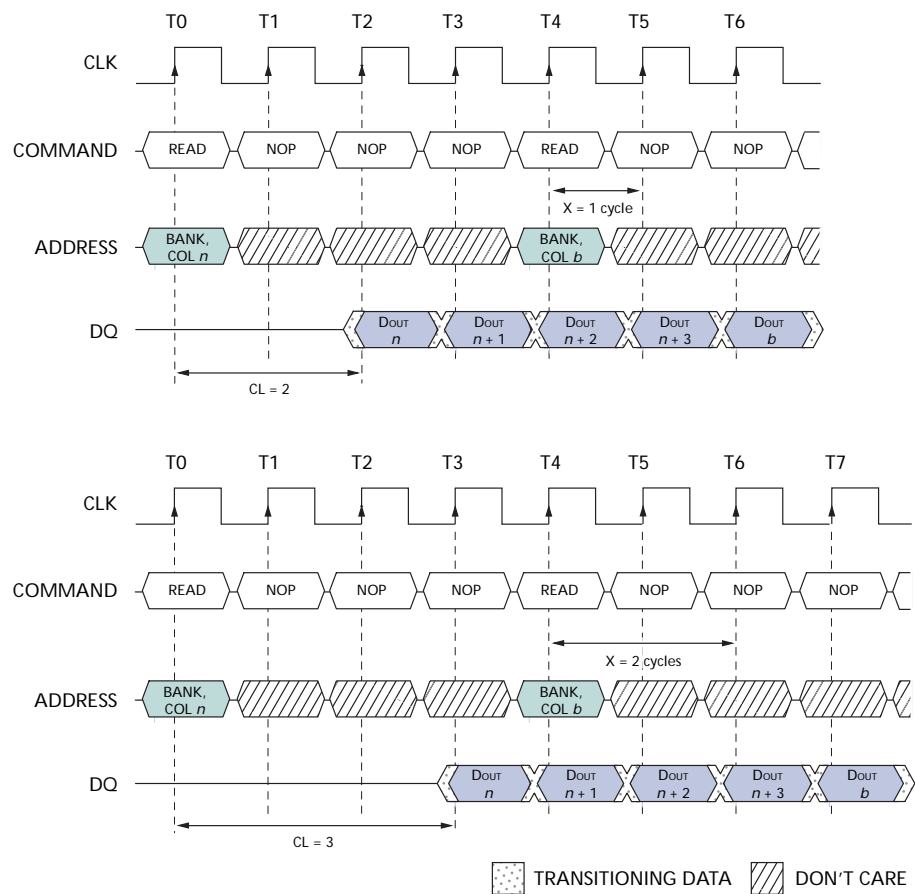 T0 T1 T2 T3 T4 T5 T6
CLK
COMMAND READ NOP NOP NOP READ NOP NOP
X = 1 cycle
ADDRESS BANK, COL n BANK, COL b
DQ DOUT n DOUT n + 1 DOUT n + 2 DOUT n + 3 DOUT b
CL = 2
T0 T1 T2 T3 T4 T5 T6 T7
CLK
COMMAND READ NOP NOP NOP READ NOP NOP NOP
X = 2 cycles
ADDRESS BANK, COL n BANK, COL b
DQ DOUT n DOUT n + 1 DOUT n + 2 DOUT n + 3 DOUT b
CL = 3
TRANSITIONING DATA DON'T CARE